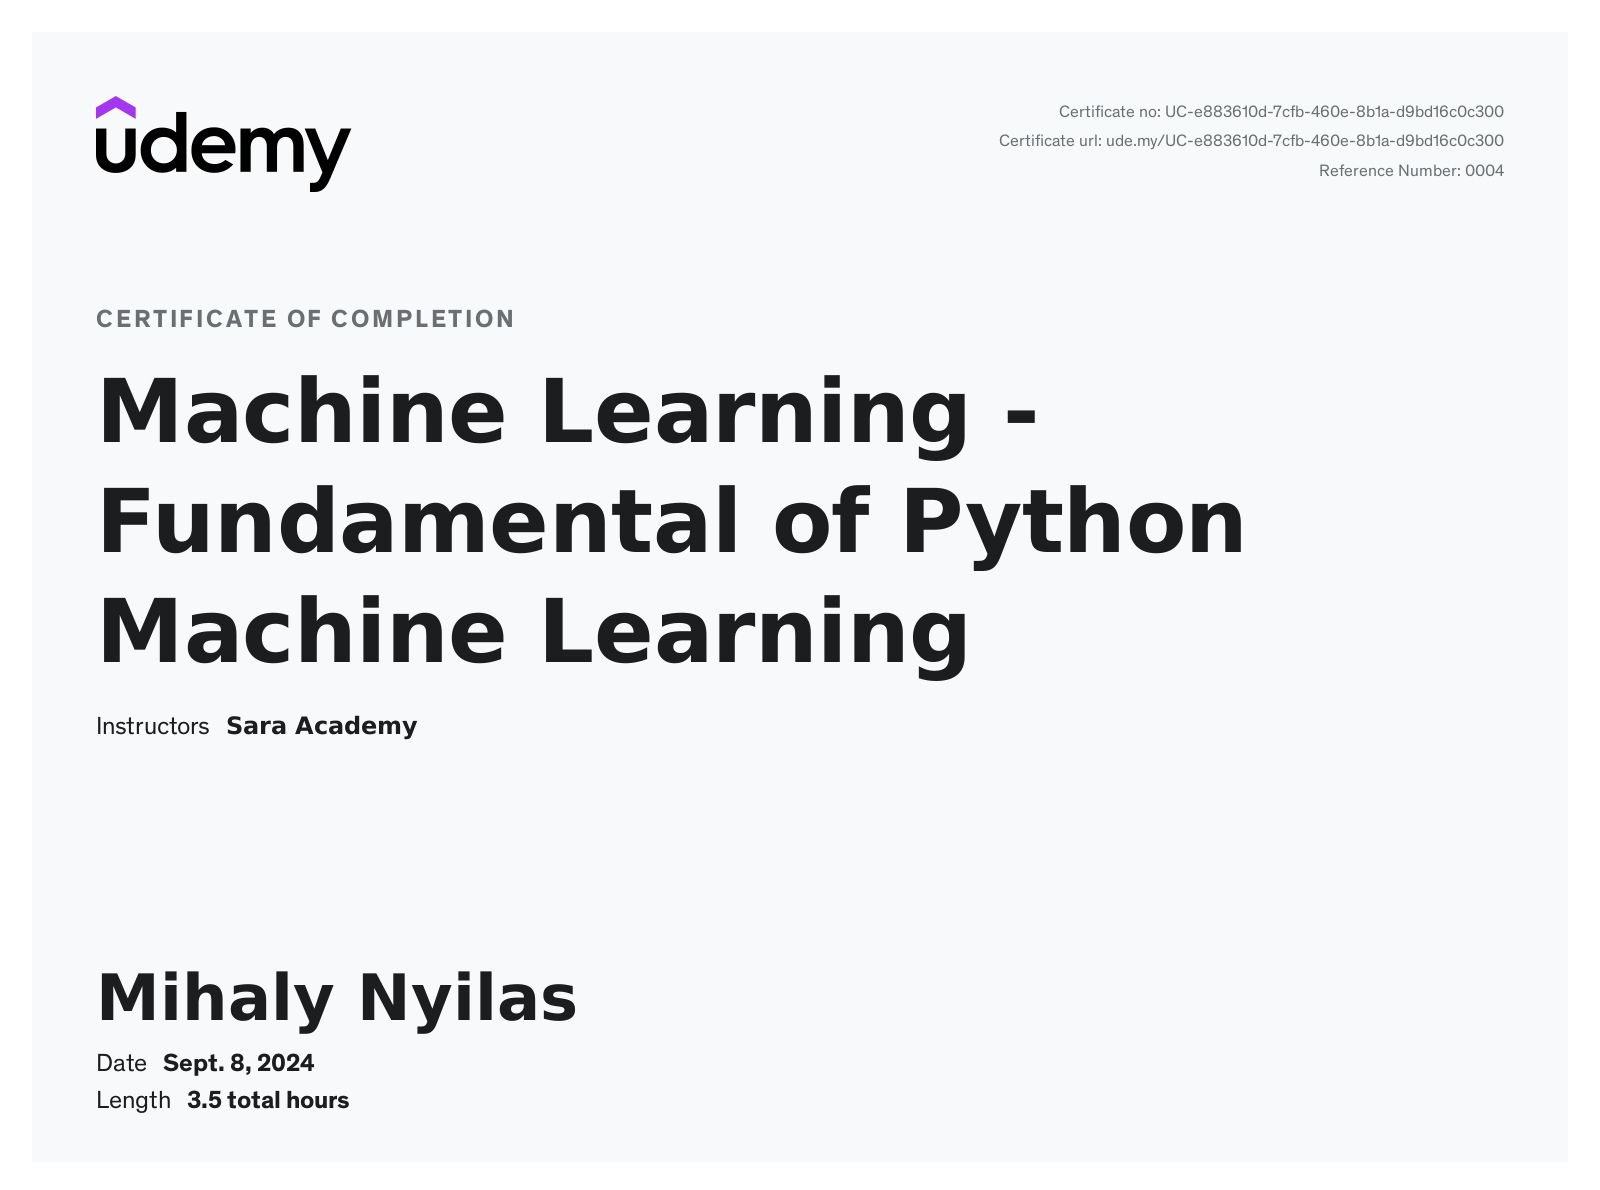 udemy
Certificate no: UC-e883610d-7cfb-460e-8b1a-d9bd16c0c300
Certificate url: ude.my/UC-e883610d-7cfb-460e-8b1a-d9bd16c0c300
Reference Number: 0004
CERTIFICATE OF COMPLETION
Machine Learning -
Fundamental of Python
Machine Learning
Instructors Sara Academy
Mihaly Nyilas
Date Sept. 8, 2024
Length 3.5 total hours